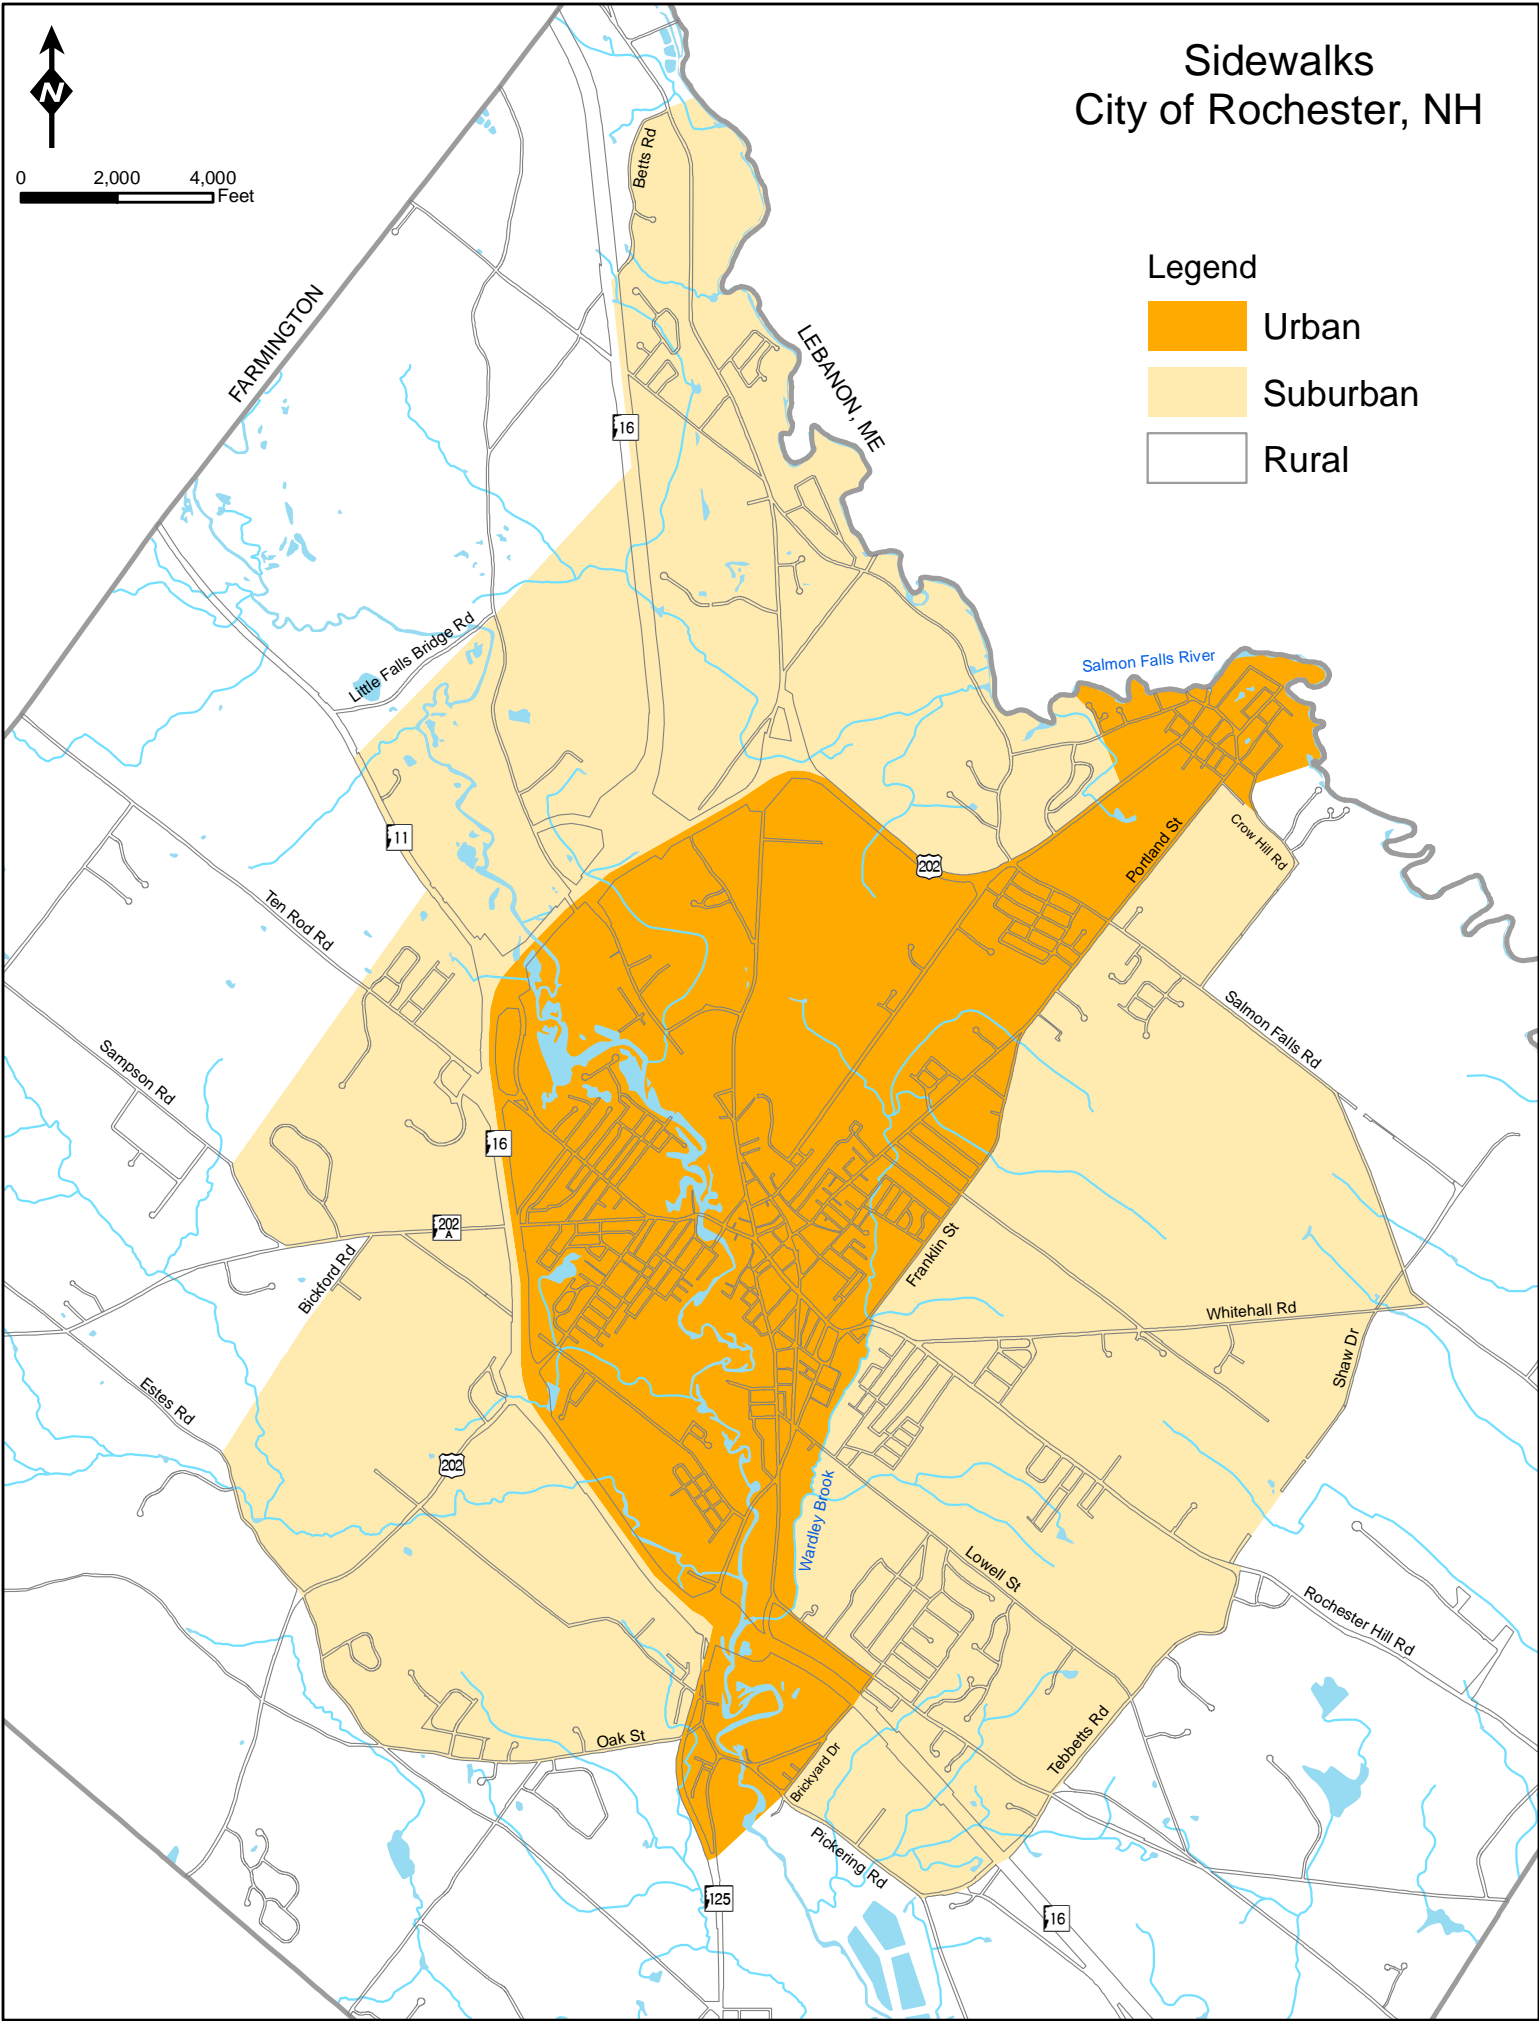 Sidewalks
City of Rochester, NH
N
0 2,000 4,000
Feet
Legend
Urban
Suburban
Rural
Betts Rd
FARMINGTON
LEBANON, ME
16
Little Falls Bridge Rd
Salmon Falls River
11
202
Portland St
Crow Hill Rd
Ten Rod Rd
Salmon Falls Rd
Sampson Rd
16
202
A
Bickford Rd
Franklin St
Whitehall Rd
Shaw Dr
Estes Rd
202
Wardley Brook
Lowell St
Rochester Hill Rd
Oak St
Tebbetts Rd
Brickyard Dr
Pickering Rd
125
16